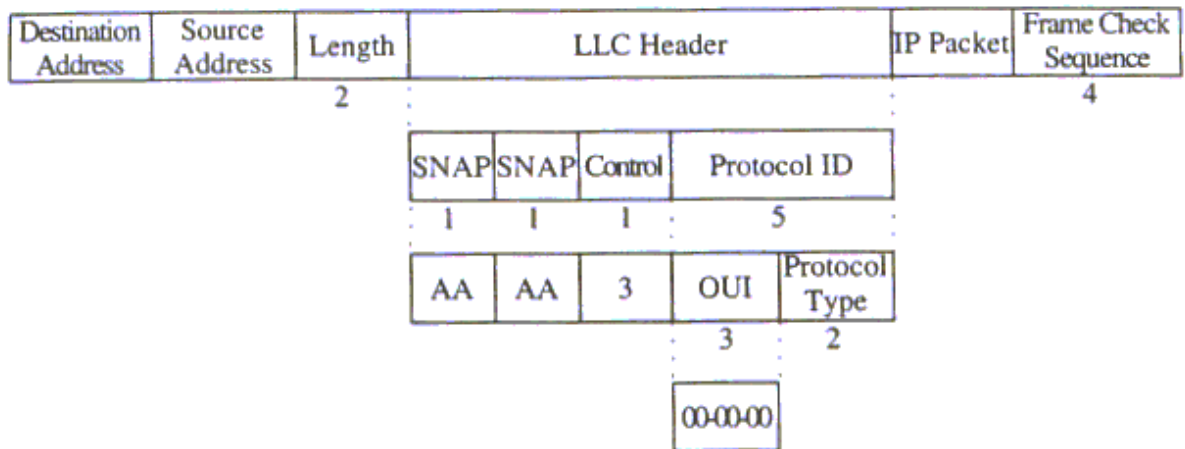 Destination Address
Source Address
Length
LLC Header
IP Packet
Frame Check Sequence
2
4
SNAP
SNAP
Control
Protocol ID
1
1
1
5
AA
AA
3
OUI
Protocol Type
3
2
00-00-00